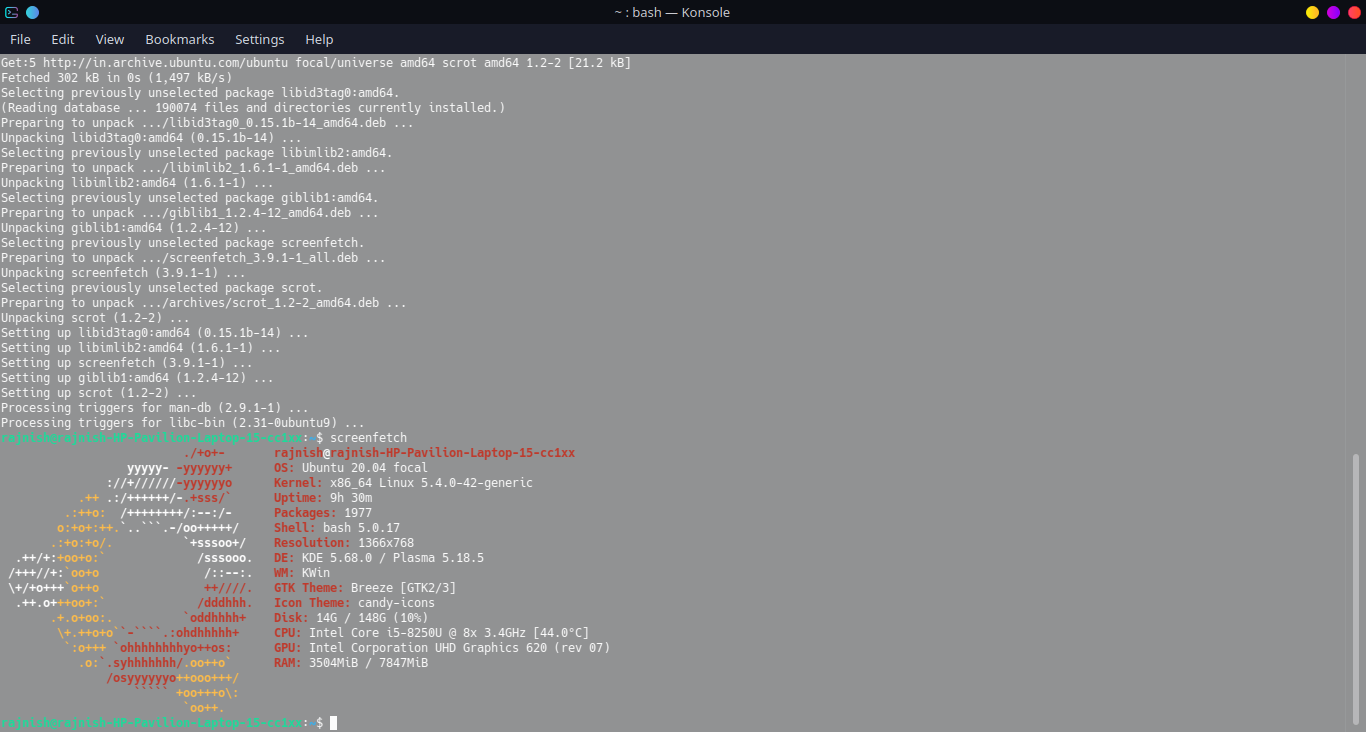 ~ : bash — Konsole
File Edit View Bookmarks Settings Help
Get:5 http://in.archive.ubuntu.com/ubuntu focal/universe amd64 scrot amd64 1.2-2 [21.2 kB]
Fetched 302 kB in 0s (1,497 kB/s)
Selecting previously unselected package libid3tag0:amd64.
(Reading database ... 190074 files and directories currently installed.)
Preparing to unpack .../libid3tag0_0.15.1b-14_amd64.deb ...
Unpacking libid3tag0:amd64 (0.15.1b-14) ...
Selecting previously unselected package libimlib2:amd64.
Preparing to unpack .../libimlib2_1.6.1-1_amd64.deb ...
Unpacking libimlib2:amd64 (1.6.1-1) ...
Selecting previously unselected package giblib1:amd64.
Preparing to unpack .../giblib1_1.2.4-12_amd64.deb ...
Unpacking giblib1:amd64 (1.2.4-12) ...
Selecting previously unselected package screenfetch.
Preparing to unpack .../screenfetch_3.9.1-1_all.deb ...
Unpacking screenfetch (3.9.1-1) ...
Selecting previously unselected package scrot.
Preparing to unpack .../archives/scrot_1.2-2_amd64.deb ...
Unpacking scrot (1.2-2) ...
Setting up libid3tag0:amd64 (0.15.1b-14) ...
Setting up libimlib2:amd64 (1.6.1-1) ...
Setting up screenfetch (3.9.1-1) ...
Setting up giblib1:amd64 (1.2.4-12) ...
Setting up scrot (1.2-2) ...
Processing triggers for man-db (2.9.1-1) ...
Processing triggers for libc-bin (2.31-0ubuntu9) ...
rajnish@rajnish-HP-Pavilion-Laptop-15-cc1xx:~$ screenfetch
                          ./+o+-       rajnish@rajnish-HP-Pavilion-Laptop-15-cc1xx
                  yyyyy- -yyyyyy+      OS: Ubuntu 20.04 focal
               ://+//////-yyyyyyo      Kernel: x86_64 Linux 5.4.0-42-generic
           .++ .:/++++++/-.+sss/`      Uptime: 9h 30m
         .:++o:  /++++++++/:--:/-      Packages: 1977
        o:+o+:++.`..```.-/oo+++++/     Shell: bash 5.0.17
       .:+o:+o/.          `+sssoo+/    Resolution: 1366x768
  .++/+:+oo+o:`             /sssooo.   DE: KDE 5.68.0 / Plasma 5.18.5
 /+++//+:`oo+o               /::--:.   WM: KWin
 \+/+o+++`o++o               ++////.   GTK Theme: Breeze [GTK2/3]
  .++.o+++oo+:`             /dddhhh.   Icon Theme: candy-icons
       .+.o+oo:.          `oddhhhh+    Disk: 14G / 148G (10%)
        \+.++o+o``-````.:ohdhhhhh+     CPU: Intel Core i5-8250U @ 8x 3.4GHz [44.0°C]
         `:o+++ `ohhhhhhhhyo++os:      GPU: Intel Corporation UHD Graphics 620 (rev 07)
           .o:`.syhhhhhhh/.oo++o`      RAM: 3504MiB / 7847MiB
               /osyyyyyyo++ooo+++/
                   ````` +oo+++o\:
                          `oo++.
rajnish@rajnish-HP-Pavilion-Laptop-15-cc1xx:~$